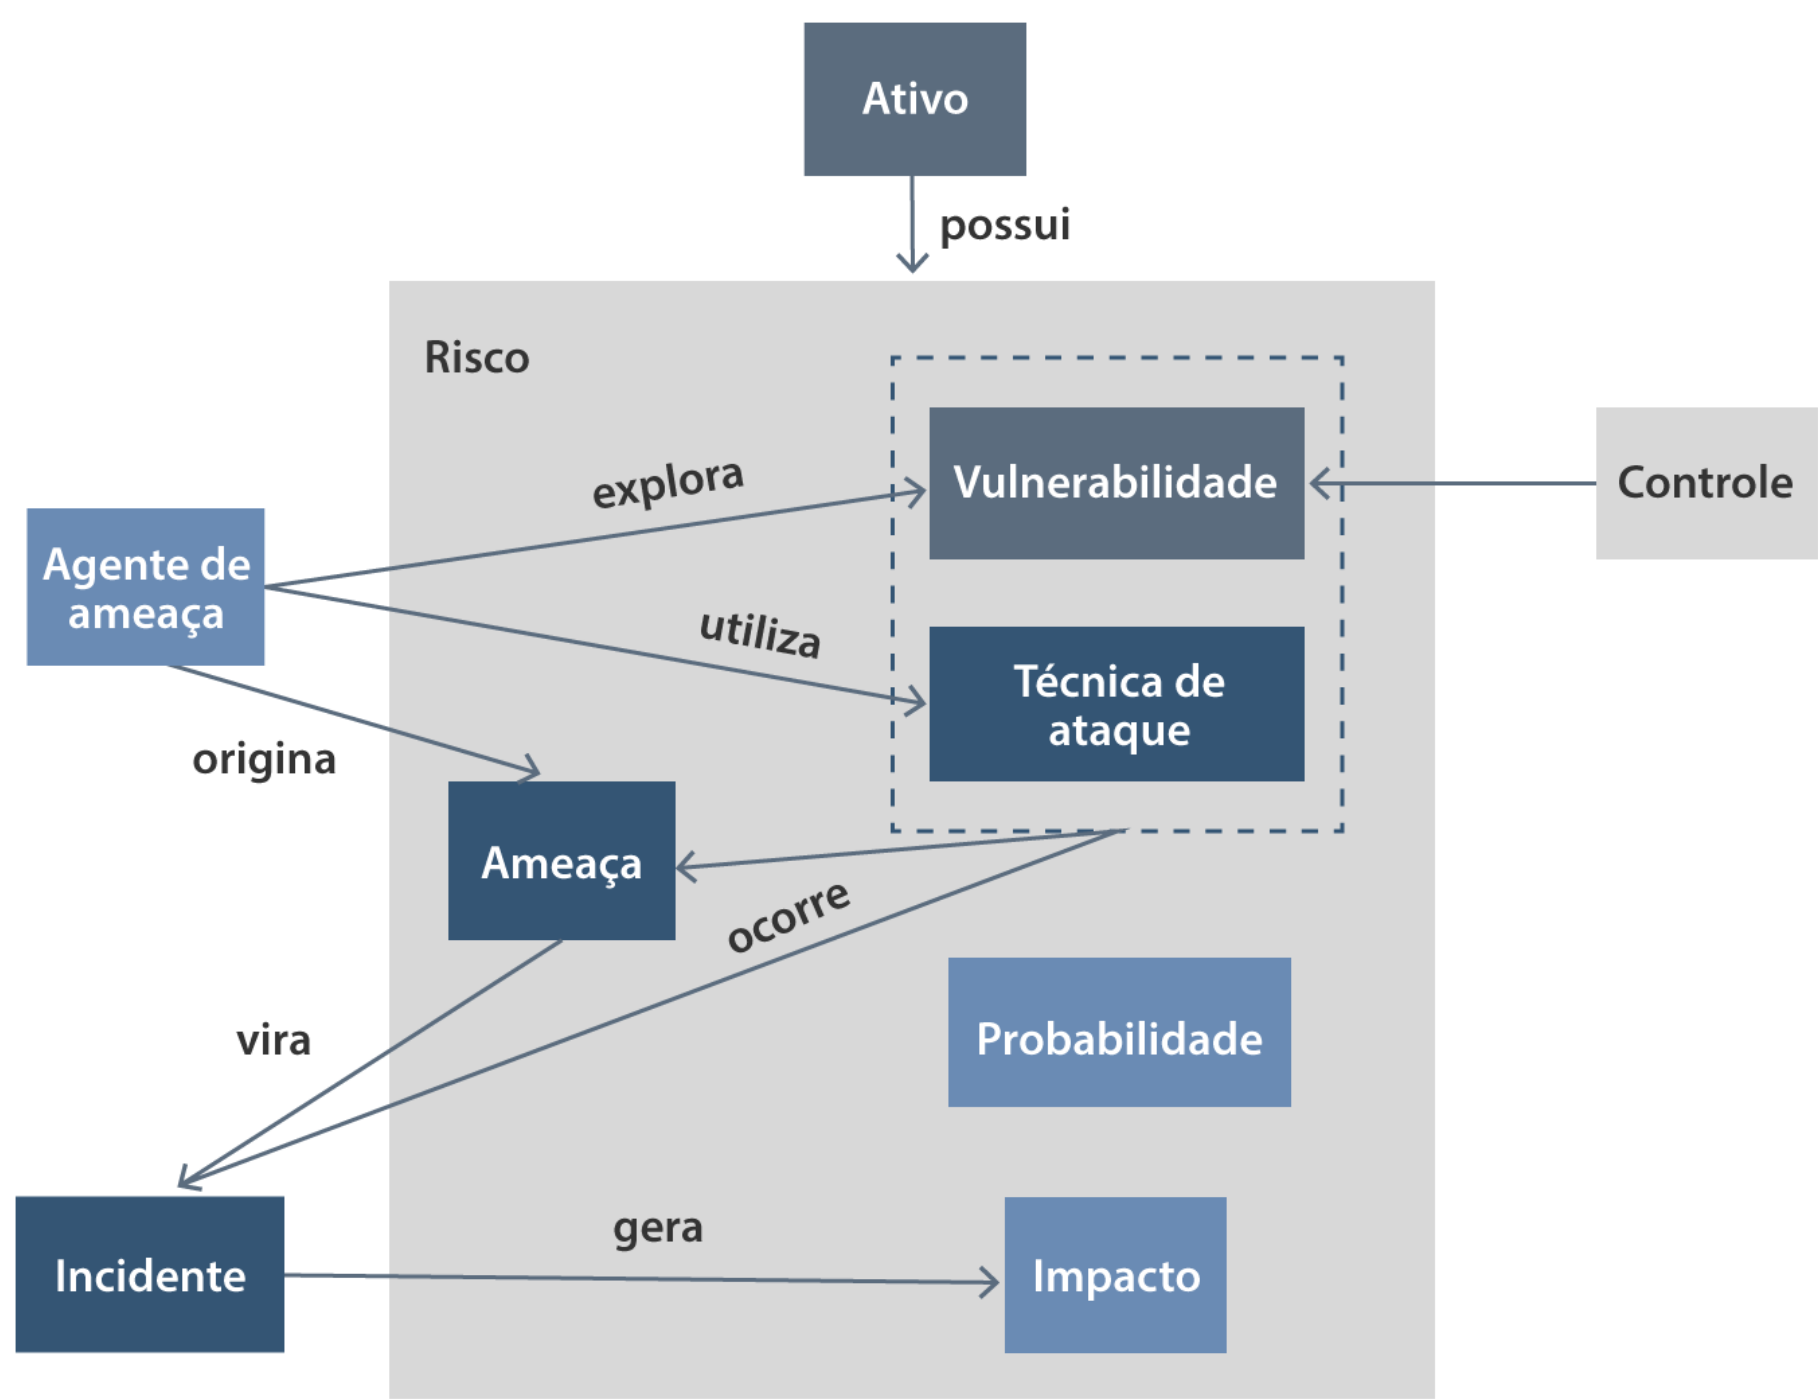 Ativo
possui
Risco
explora
Vulnerabilidade
Controle
Agente de
ameaça
utiliza
Técnica de
ataque
origina
Ameaça
ocorre
vira
Probabilidade
gera
Incidente
Impacto